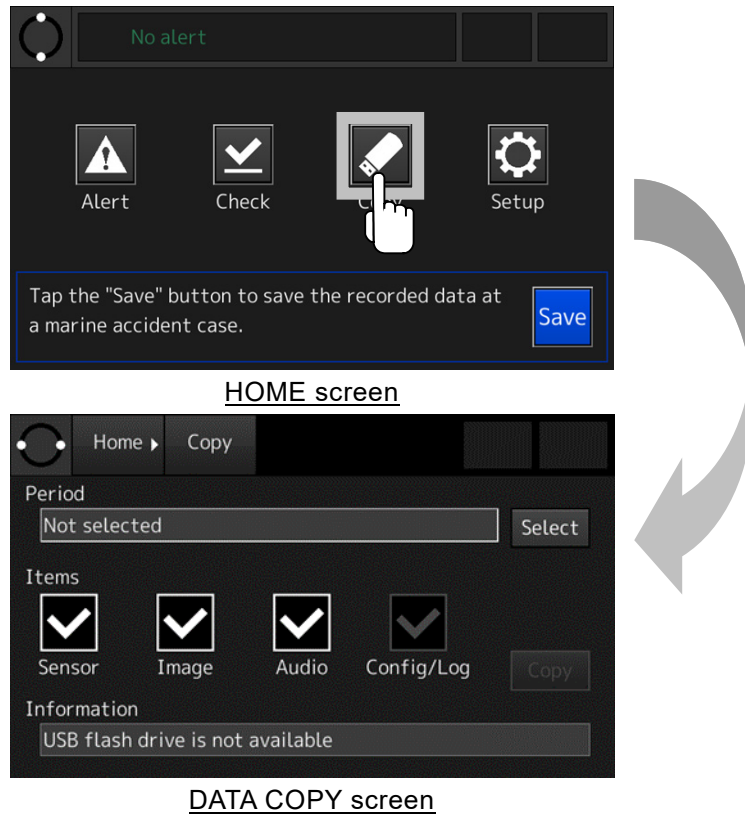 No alert
Alert
Check
Copy
Setup
Tap the "Save" button to save the recorded data at
a marine accident case.
Save
HOME screen
Home
Copy
Period
Not selected
Select
Items
Sensor
Image
Audio
Config/Log
Copy
Information
USB flash drive is not available
DATA COPY screen